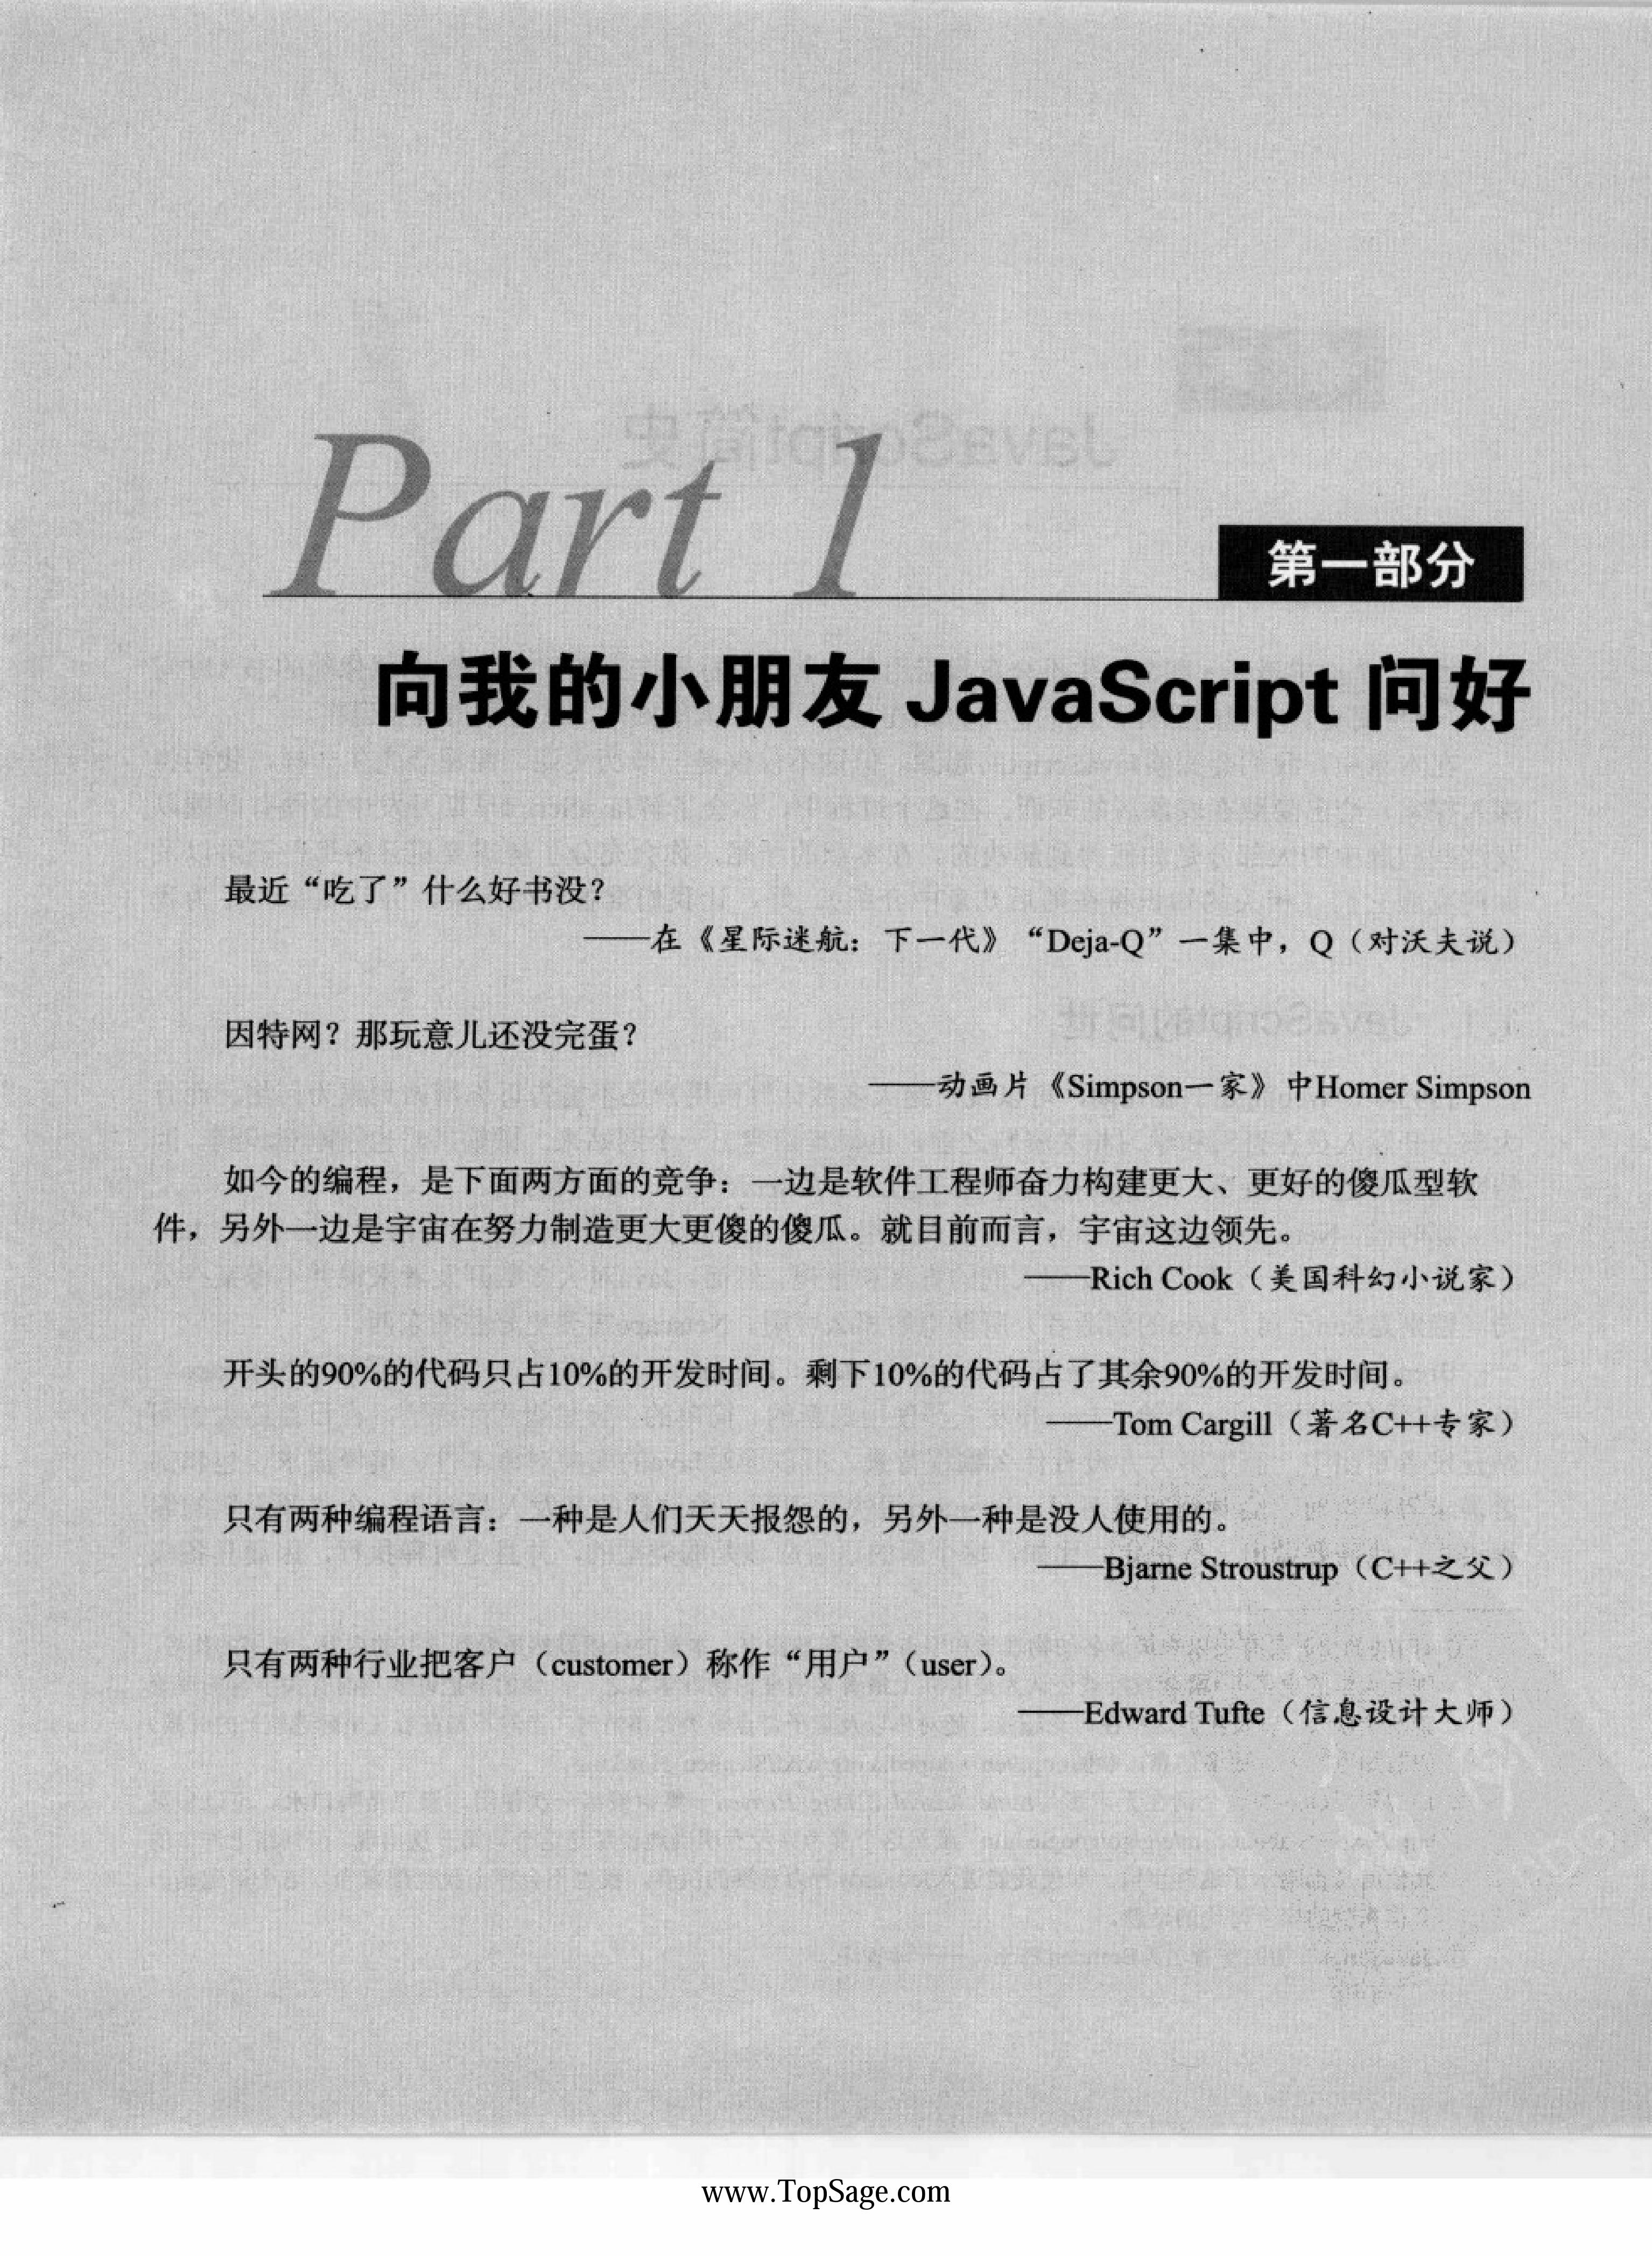 Part 1
第一部分
向我的小朋友 JavaScript 问好
最近“吃了”什么好书没？
——在《星际迷航：下一代》“Deja-Q”一集中，Q（对沃夫说）
因特网？那玩意儿还没完蛋？
——动画片《Simpson一家》中Homer Simpson
如今的编程，是下面两方面的竞争：一边是软件工程师奋力构建更大、更好的傻瓜型软
件，另外一边是宇宙在努力制造更大更傻的傻瓜。就目前而言，宇宙这边领先。
——Rich Cook（美国科幻小说家）
开头的90%的代码只占10%的开发时间。剩下10%的代码占了其余90%的开发时间。
——Tom Cargill（著名C++专家）
只有两种编程语言：一种是人们天天报怨的，另外一种是没人使用的。
——Bjarne Stroustrup（C++之父）
只有两种行业把客户（customer）称作“用户”（user）。
——Edward Tufte（信息设计大师）
www.TopSage.com